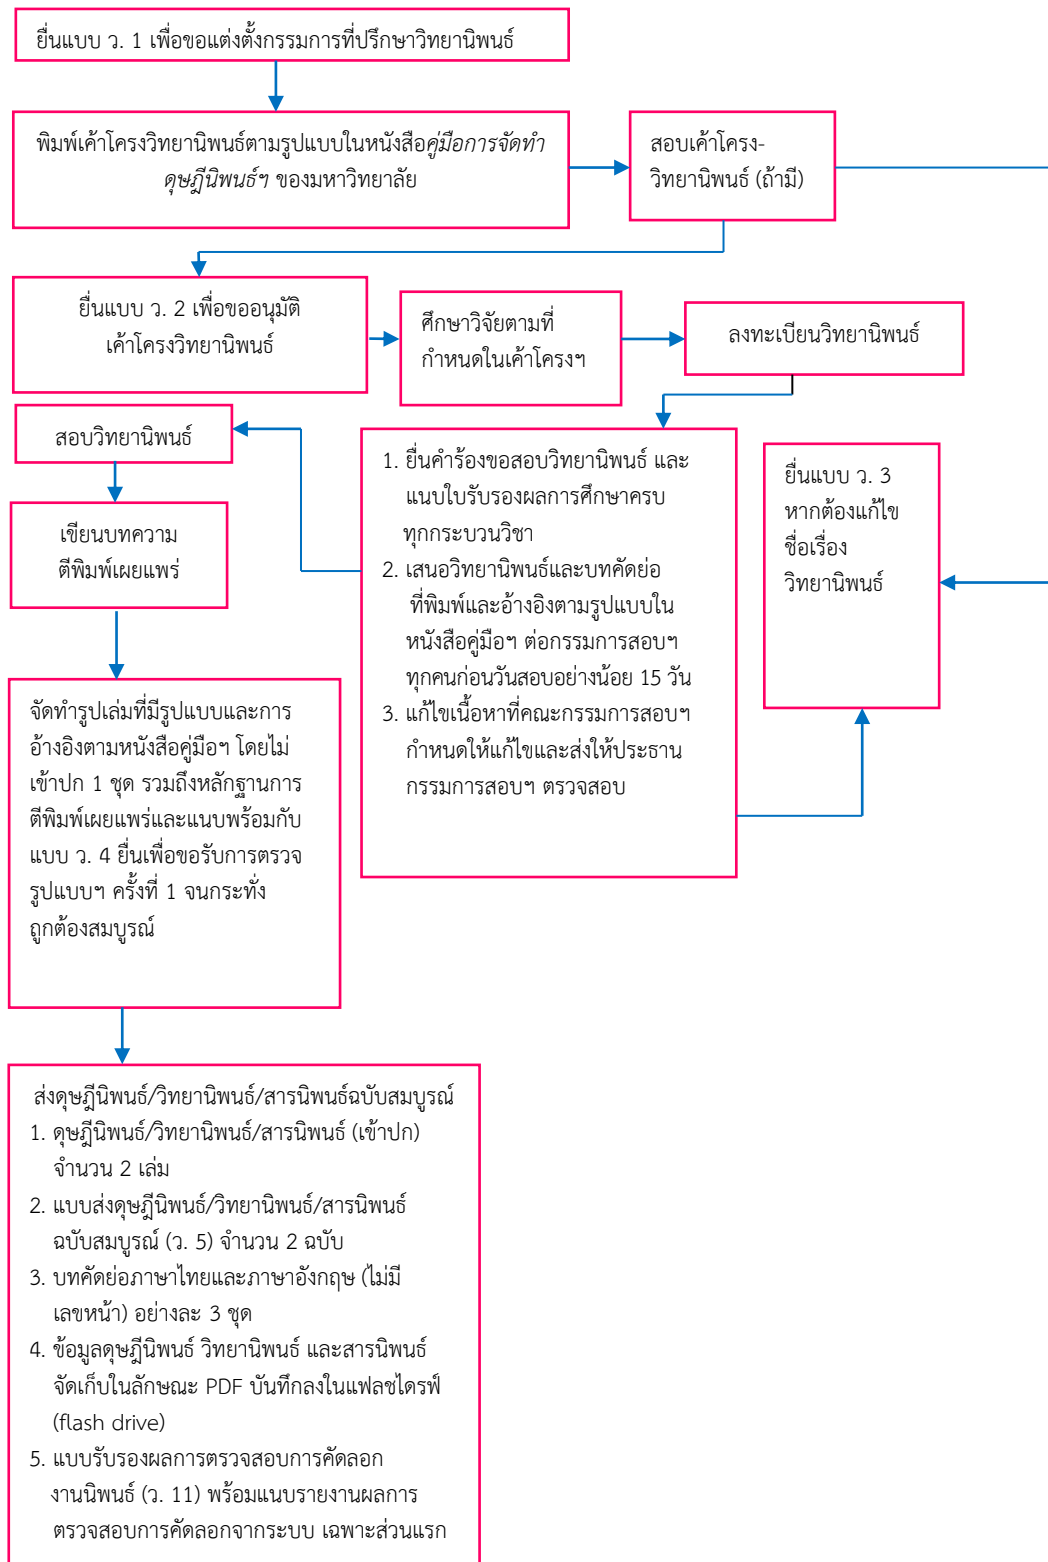 ยื่นแบบ ว. 1 เพื่อขอแต่งตั้งกรรมการที่ปรึกษาวิทยานิพนธ์
พิมพ์เค้าโครงวิทยานิพนธ์ตามรูปแบบในหนังสือคู่มือการจัดทำ
ดุษฎีนิพนธ์ฯ ของมหาวิทยาลัย
สอบเค้าโครง-
วิทยานิพนธ์ (ถ้ามี)
ยื่นแบบ ว. 2 เพื่อขออนุมัติ
เค้าโครงวิทยานิพนธ์
ศึกษาวิจัยตามที่
กำหนดในเค้าโครงฯ
ลงทะเบียนวิทยานิพนธ์
สอบวิทยานิพนธ์
เขียนบทความ
ตีพิมพ์เผยแพร่
1. ยื่นคำร้องขอสอบวิทยานิพนธ์ และ
แนบใบรับรองผลการศึกษาครบ
ทุกกระบวนวิชา
2. เสนอวิทยานิพนธ์และบทคัดย่อ
ที่พิมพ์และอ้างอิงตามรูปแบบใน
หนังสือคู่มือฯ ต่อกรรมการสอบฯ
ทุกคนก่อนวันสอบอย่างน้อย 15 วัน
3. แก้ไขเนื้อหาที่คณะกรรมการสอบฯ
กำหนดให้แก้ไขและส่งให้ประธาน
กรรมการสอบฯ ตรวจสอบ
ยื่นแบบ ว. 3
หากต้องแก้ไข
ชื่อเรื่อง
วิทยานิพนธ์
จัดทำรูปเล่มที่มีรูปแบบและการ
อ้างอิงตามหนังสือคู่มือฯ โดยไม่
เข้าปก 1 ชุด รวมถึงหลักฐานการ
ตีพิมพ์เผยแพร่และแนบพร้อมกับ
แบบ ว. 4 ยื่นเพื่อขอรับการตรวจ
รูปแบบฯ ครั้งที่ 1 จนกระทั่ง
ถูกต้องสมบูรณ์
ส่งดุษฎีนิพนธ์/วิทยานิพนธ์/สารนิพนธ์ฉบับสมบูรณ์
1. ดุษฎีนิพนธ์/วิทยานิพนธ์/สารนิพนธ์ (เข้าปก)
จำนวน 2 เล่ม
2. แบบส่งดุษฎีนิพนธ์/วิทยานิพนธ์/สารนิพนธ์
ฉบับสมบูรณ์ (ว. 5) จำนวน 2 ฉบับ
3. บทคัดย่อภาษาไทยและภาษาอังกฤษ (ไม่มี
เลขหน้า) อย่างละ 3 ชุด
4. ข้อมูลดุษฎีนิพนธ์ วิทยานิพนธ์ และสารนิพนธ์
จัดเก็บในลักษณะ PDF บันทึกลงในแฟลชไดรฟ์
(flash drive)
5. แบบรับรองผลการตรวจสอบการคัดลอก
งานนิพนธ์ (ว. 11) พร้อมแนบรายงานผลการ
ตรวจสอบการคัดลอกจากระบบ เฉพาะส่วนแรก